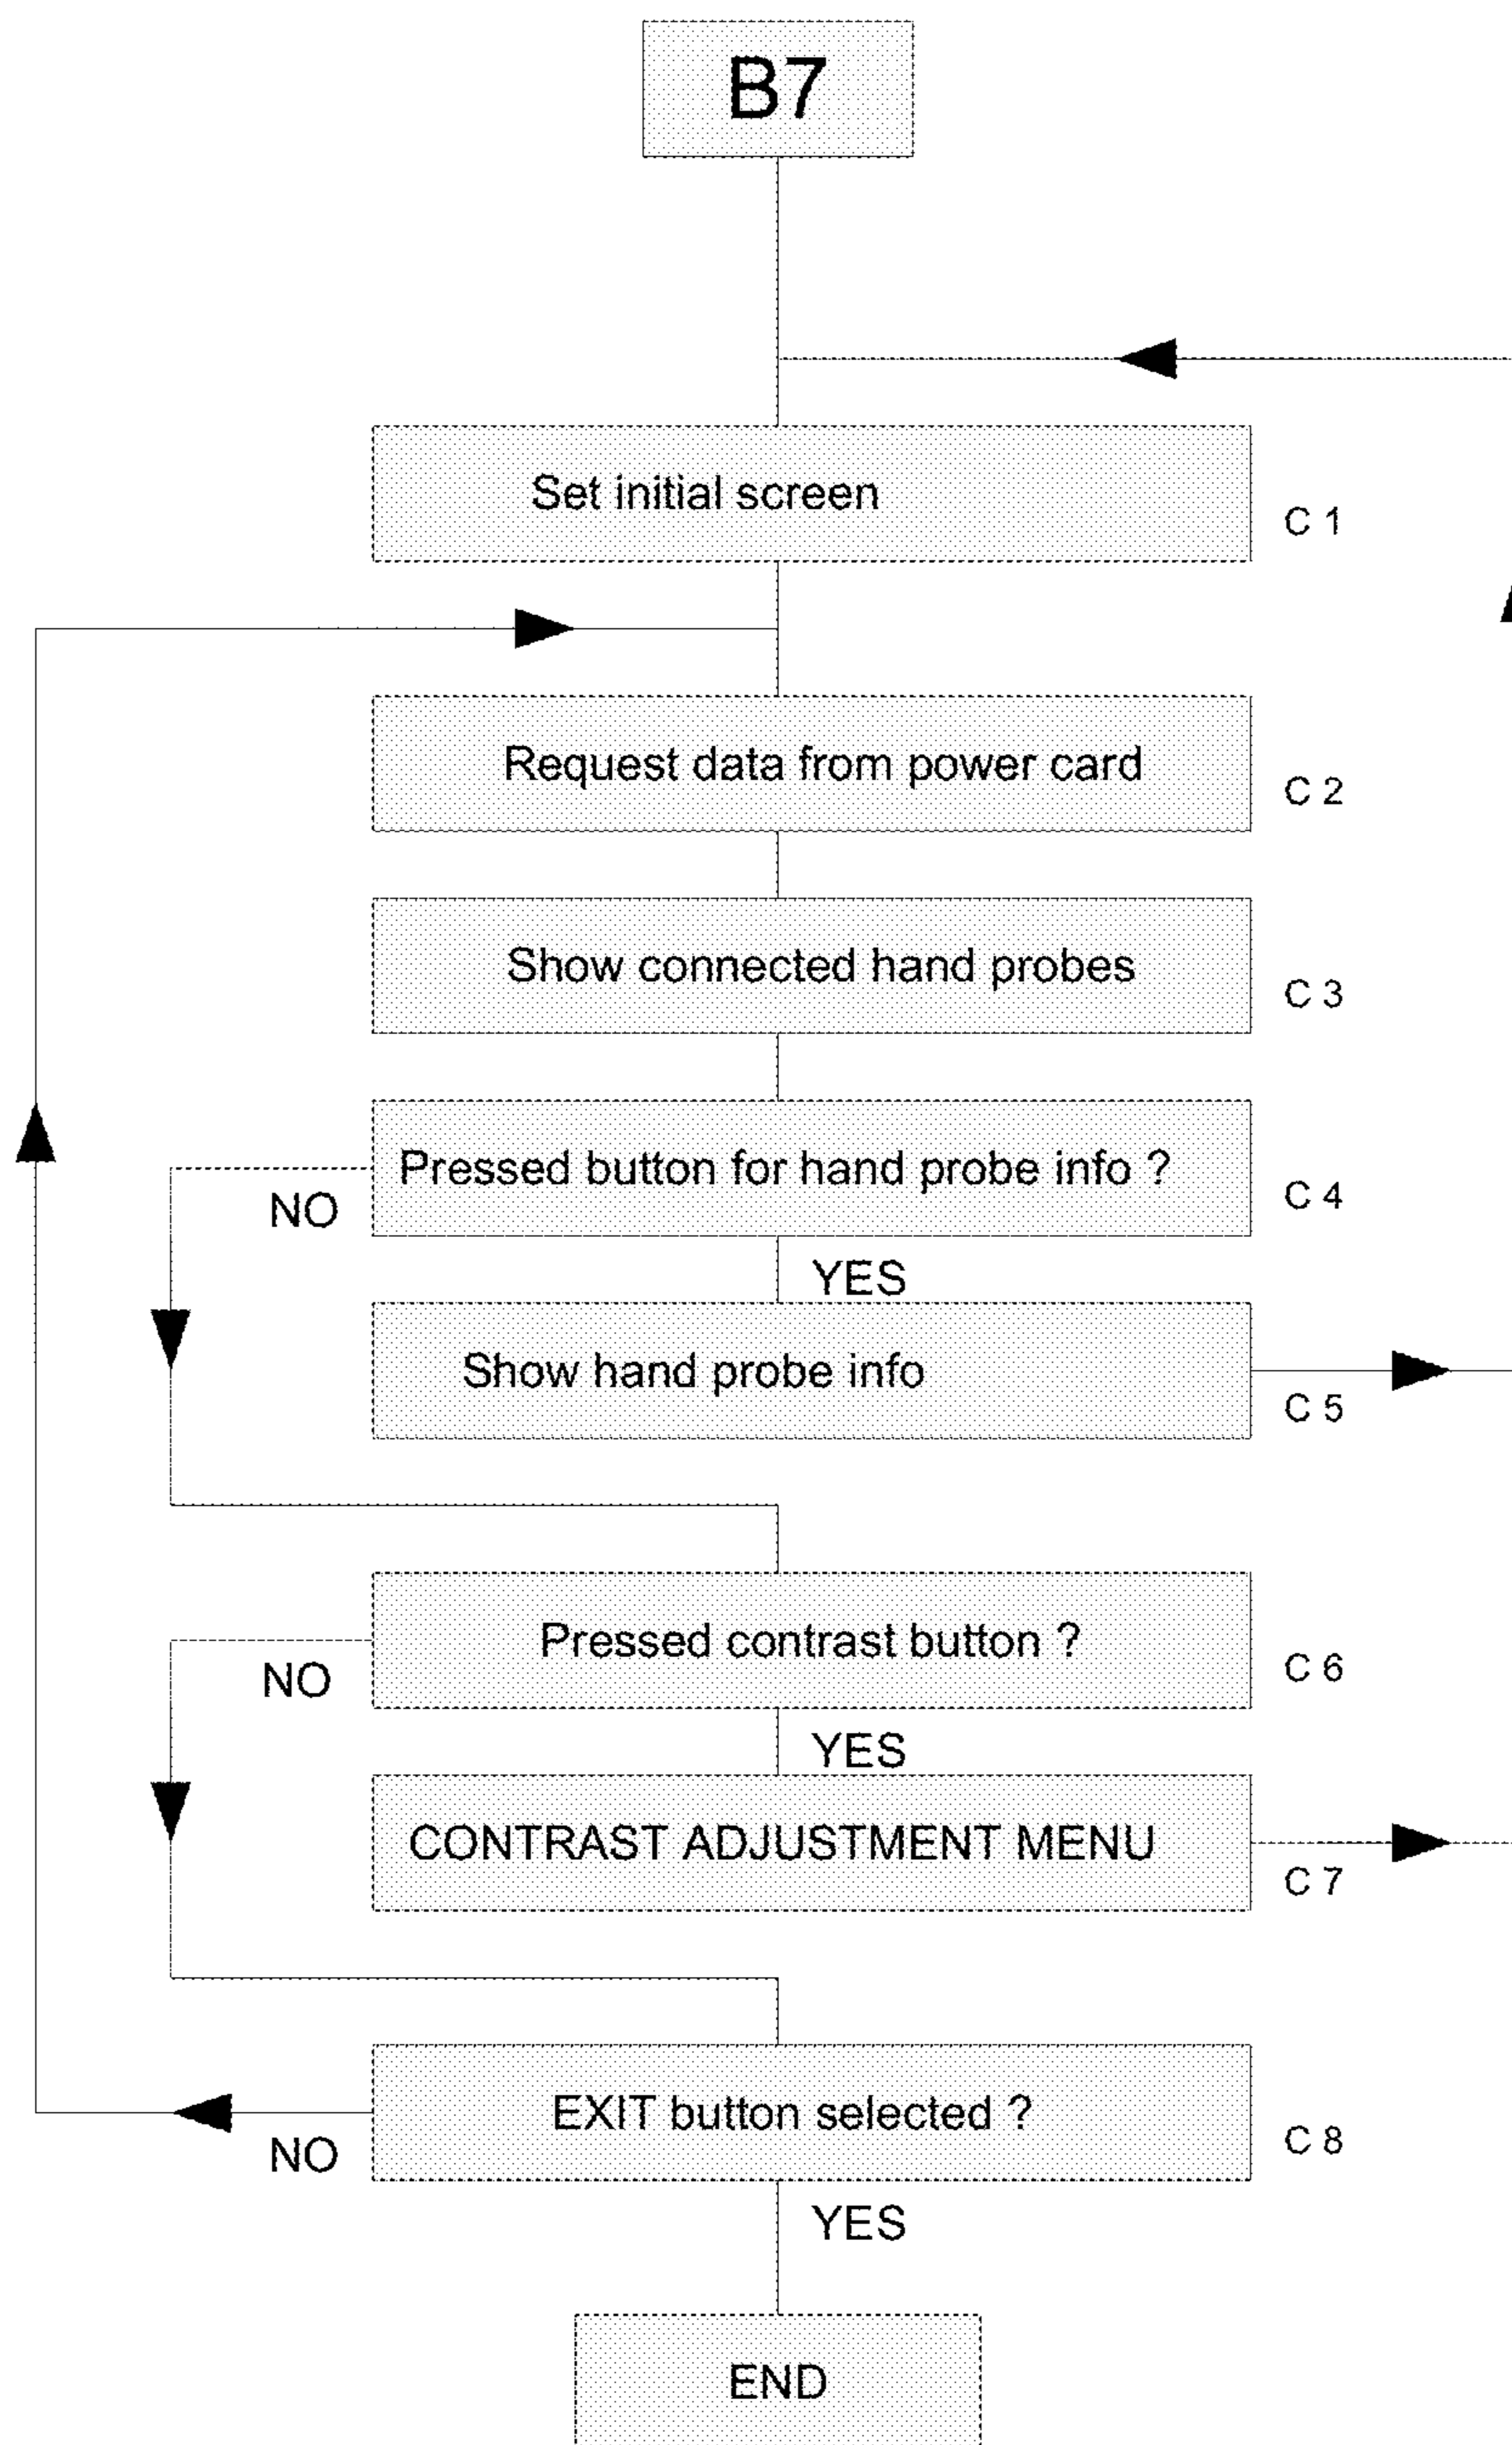 B7
Set initial screen
C 1
Request data from power card
C 2
Show connected hand probes
C 3
Pressed button for hand probe info ?
C 4
NO
YES
Show hand probe info
C 5
Pressed contrast button ?
C 6
NO
YES
CONTRAST ADJUSTMENT MENU
C 7
EXIT button selected ?
C 8
NO
YES
END